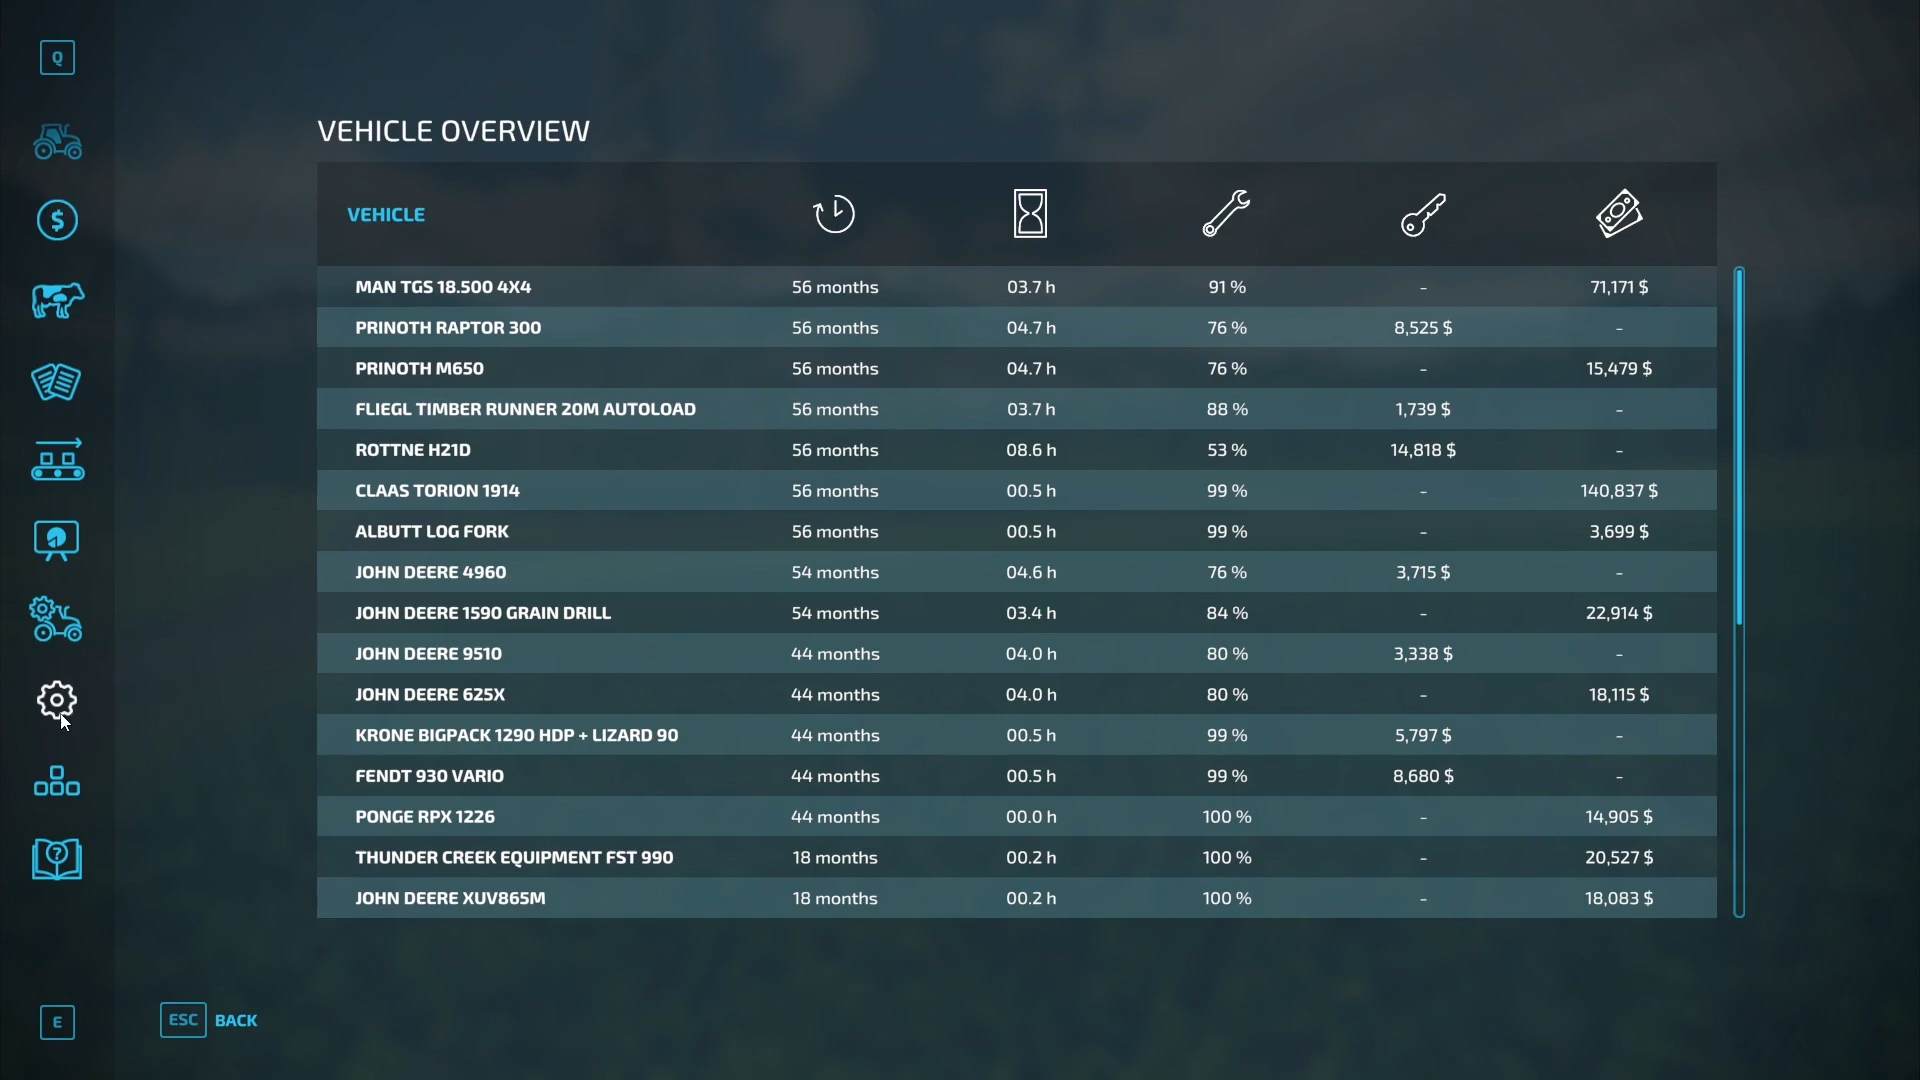 Q
VEHICLE OVERVIEW
VEHICLE
MAN TGS 18.500 4X4 56 months 03.7 h 91 % - 71,171 $
PRINOTH RAPTOR 300 56 months 04.7 h 76 % 8,525 $ -
PRINOTH M650 56 months 04.7 h 76 % - 15,479 $
FLIEGL TIMBER RUNNER 20M AUTOLOAD 56 months 03.7 h 88 % 1,739 $ -
ROTTNE H21D 56 months 08.6 h 53 % 14,818 $ -
CLAAS TORION 1914 56 months 00.5 h 99 % - 140,837 $
ALBUTT LOG FORK 56 months 00.5 h 99 % - 3,699 $
JOHN DEERE 4960 54 months 04.6 h 76 % 3,715 $ -
JOHN DEERE 1590 GRAIN DRILL 54 months 03.4 h 84 % - 22,914 $
JOHN DEERE 9510 44 months 04.0 h 80 % 3,338 $ -
JOHN DEERE 625X 44 months 04.0 h 80 % - 18,115 $
KRONE BIGPACK 1290 HDP + LIZARD 90 44 months 00.5 h 99 % 5,797 $ -
FENDT 930 VARIO 44 months 00.5 h 99 % 8,680 $ -
PONGE RPX 1226 44 months 00.0 h 100 % - 14,905 $
THUNDER CREEK EQUIPMENT FST 990 18 months 00.2 h 100 % - 20,527 $
JOHN DEERE XUV865M 18 months 00.2 h 100 % - 18,083 $
E
ESC BACK